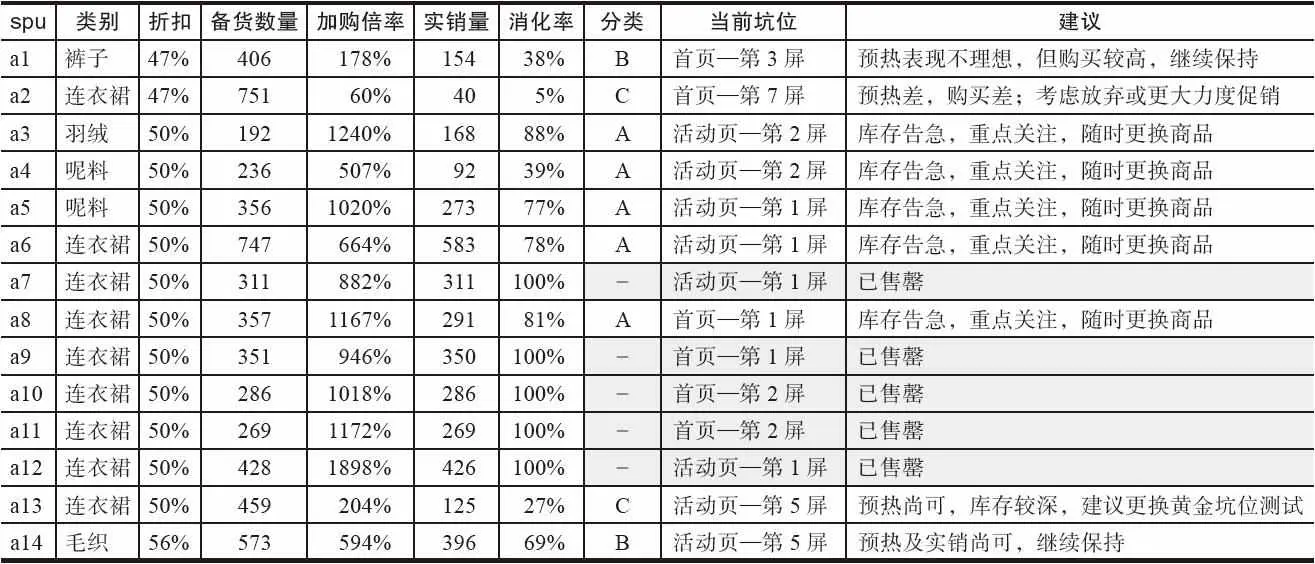 spu 类别 折扣 备货数量 加购倍率 实销量 消化率 分类 当前坑位 建议
a1 裤子 47% 406 178% 154 38% B 首页—第 3 屏 预热表现不理想，但购买较高，继续保持
a2 连衣裙 47% 751 60% 40 5% C 首页—第 7 屏 预热差，购买差；考虑放弃或更大力度促销
a3 羽绒 50% 192 1240% 168 88% A 活动页—第 2 屏 库存告急，重点关注，随时更换商品
a4 呢料 50% 236 507% 92 39% A 活动页—第 2 屏 库存告急，重点关注，随时更换商品
a5 呢料 50% 356 1020% 273 77% A 活动页—第 1 屏 库存告急，重点关注，随时更换商品
a6 连衣裙 50% 747 664% 583 78% A 活动页—第 1 屏 库存告急，重点关注，随时更换商品
a7 连衣裙 50% 311 882% 311 100% – 活动页—第 1 屏 已售罄
a8 连衣裙 50% 357 1167% 291 81% A 首页—第 1 屏 库存告急，重点关注，随时更换商品
a9 连衣裙 50% 351 946% 350 100% – 首页—第 1 屏 已售罄
a10 连衣裙 50% 286 1018% 286 100% – 首页—第 2 屏 已售罄
a11 连衣裙 50% 269 1172% 269 100% – 首页—第 2 屏 已售罄
a12 连衣裙 50% 428 1898% 426 100% – 活动页—第 1 屏 已售罄
a13 连衣裙 50% 459 204% 125 27% C 活动页—第 5 屏 预热尚可，库存较深，建议更换黄金坑位测试
a14 毛织 56% 573 594% 396 69% B 活动页—第 5 屏 预热及实销尚可，继续保持